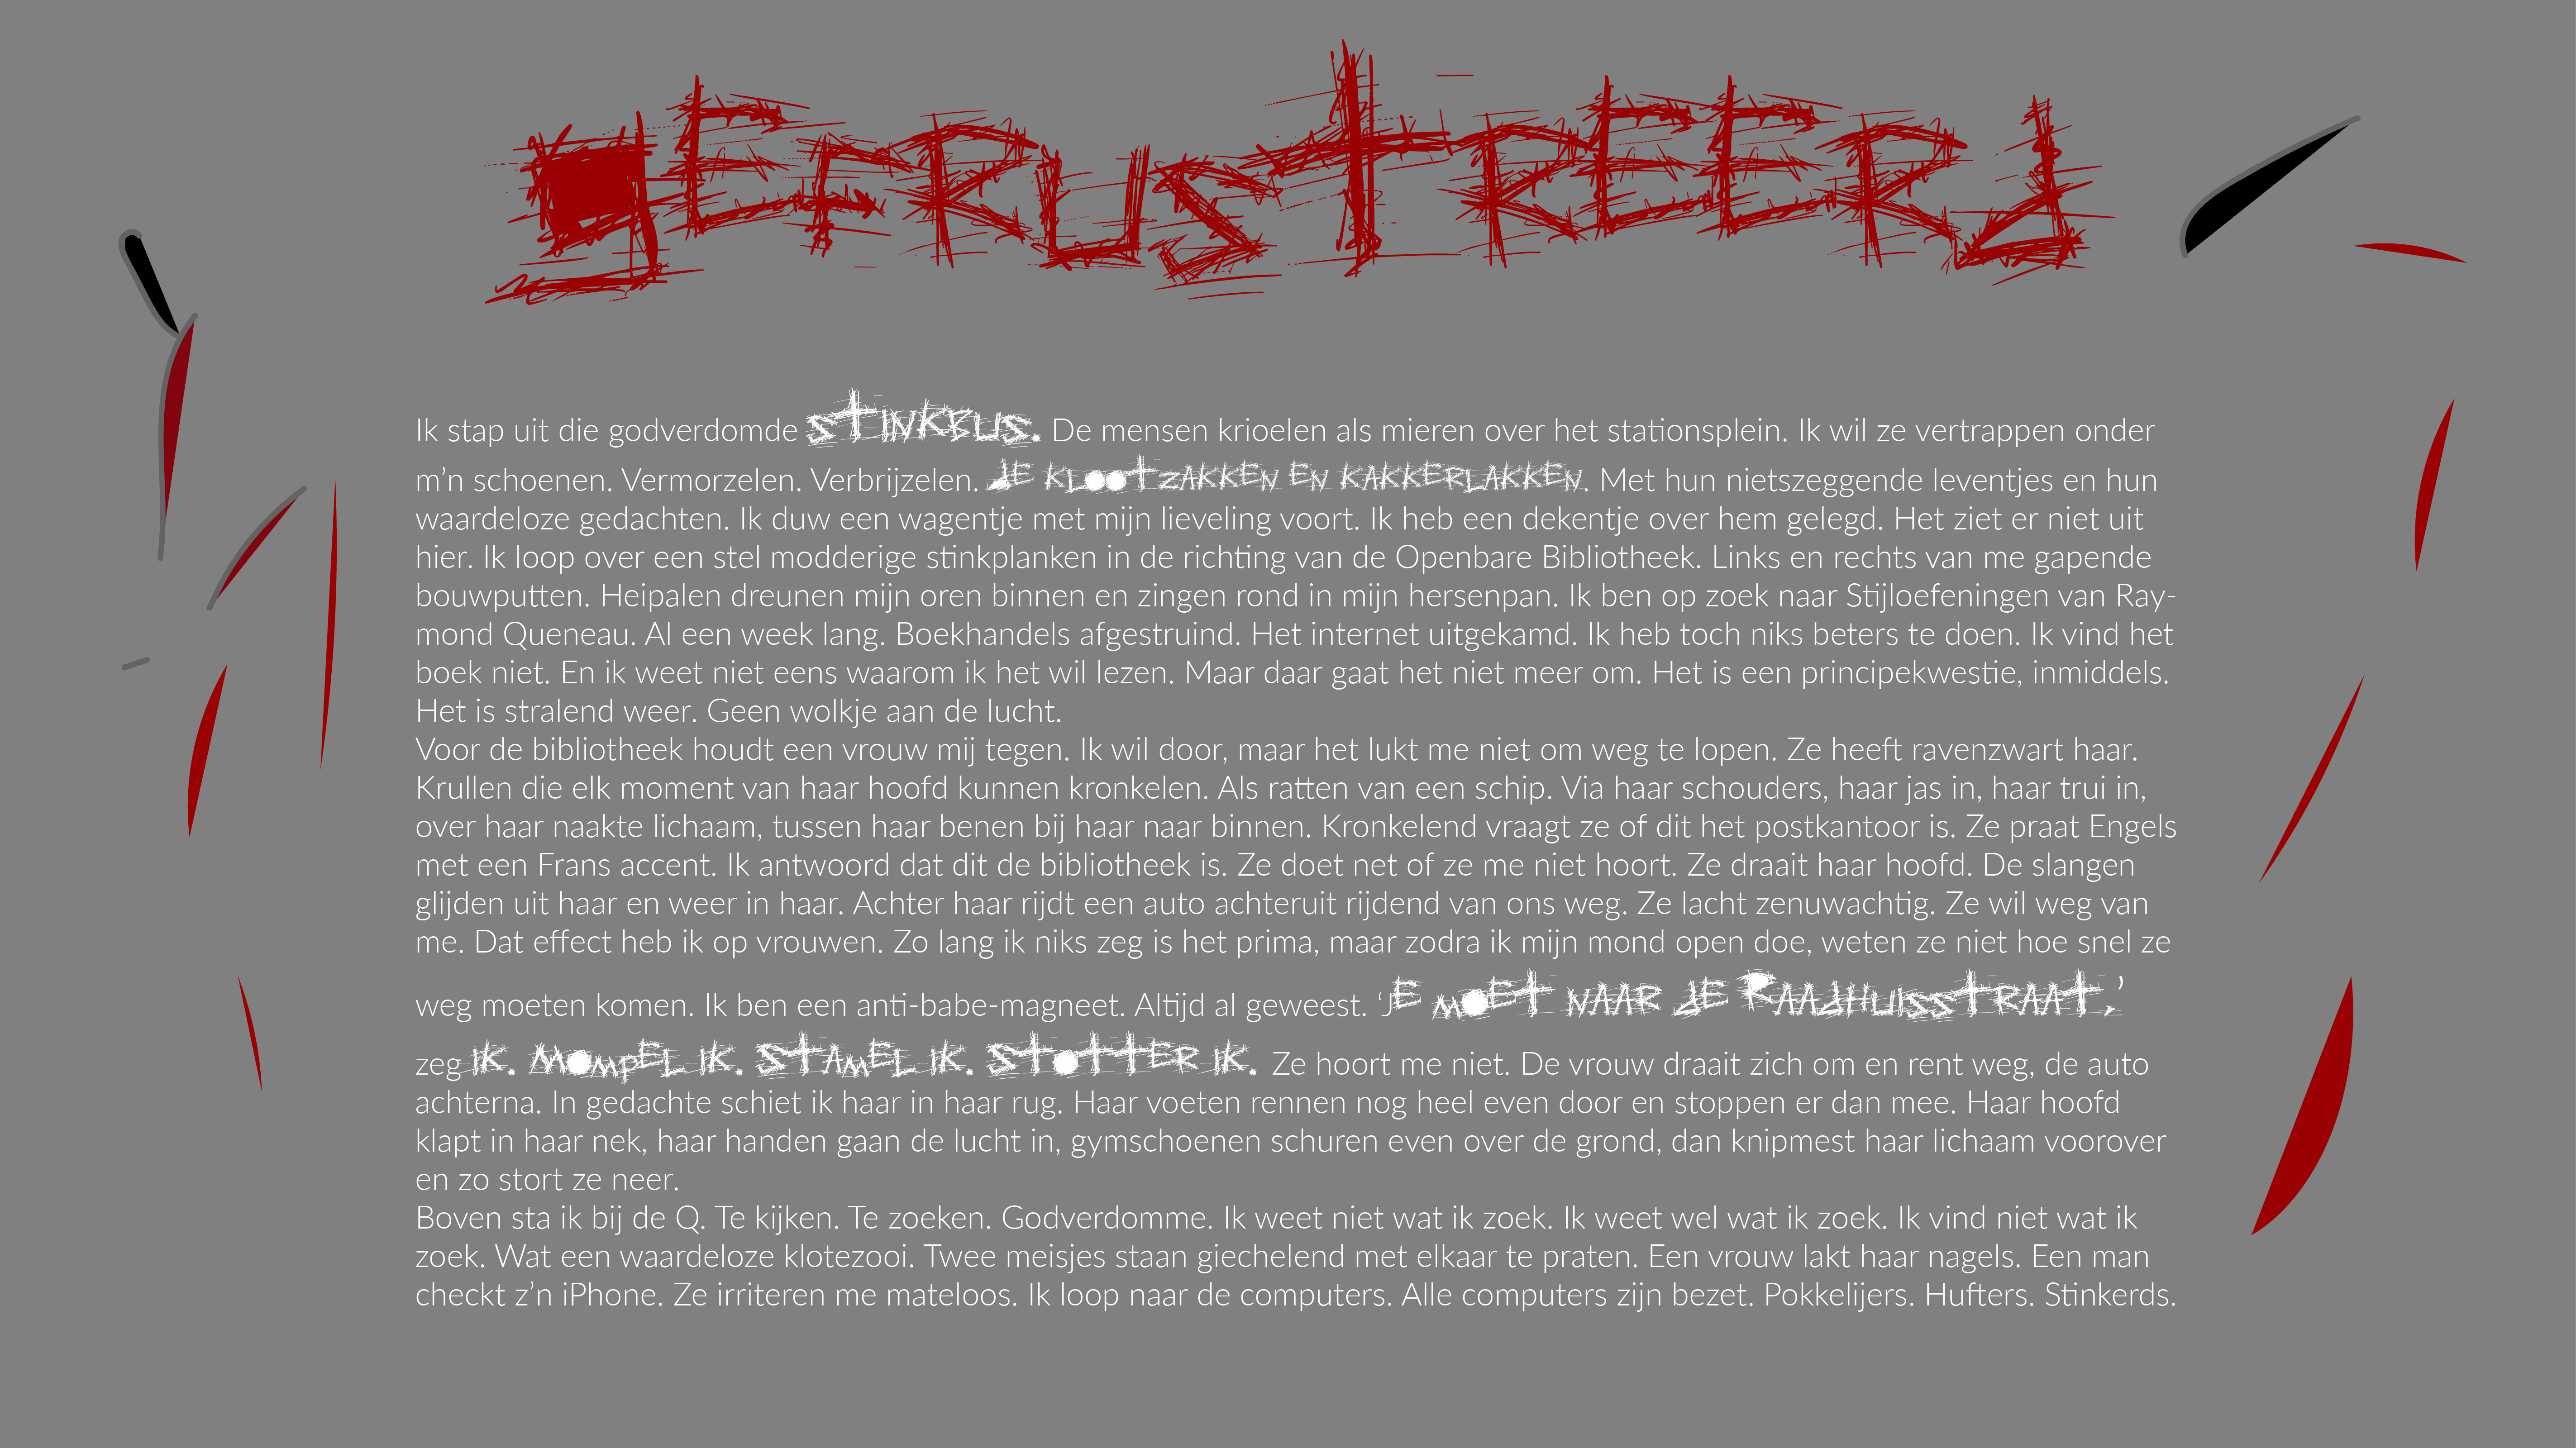 gefrustreerd
Ik stap uit die godverdomde stinkbus. De mensen krioelen als mieren over het stationsplein. Ik wil ze vertrappen onder
m’n schoenen. Vermorzelen. Verbrijzelen. de klootzakken en kakkerlakken. Met hun nietszeggende leventjes en hun
waardeloze gedachten. Ik duw een wagentje met mijn lieveling voort. Ik heb een dekentje over hem gelegd. Het ziet er niet uit
hier. Ik loop over een stel modderige stinkplanken in de richting van de Openbare Bibliotheek. Links en rechts van me gapende
bouwputten. Heipalen dreunen mijn oren binnen en zingen rond in mijn hersenpan. Ik ben op zoek naar Stijloefeningen van Ray-
mond Queneau. Al een week lang. Boekhandels afgestruind. Het internet uitgekamd. Ik heb toch niks beters te doen. Ik vind het
boek niet. En ik weet niet eens waarom ik het wil lezen. Maar daar gaat het niet meer om. Het is een principekwestie, inmiddels.
Het is stralend weer. Geen wolkje aan de lucht.
Voor de bibliotheek houdt een vrouw mij tegen. Ik wil door, maar het lukt me niet om weg te lopen. Ze heeft ravenzwart haar.
Krullen die elk moment van haar hoofd kunnen kronkelen. Als ratten van een schip. Via haar schouders, haar jas in, haar trui in,
over haar naakte lichaam, tussen haar benen bij haar naar binnen. Kronkelend vraagt ze of dit het postkantoor is. Ze praat Engels
met een Frans accent. Ik antwoord dat dit de bibliotheek is. Ze doet net of ze me niet hoort. Ze draait haar hoofd. De slangen
glijden uit haar en weer in haar. Achter haar rijdt een auto achteruit rijdend van ons weg. Ze lacht zenuwachtig. Ze wil weg van
me. Dat effect heb ik op vrouwen. Zo lang ik niks zeg is het prima, maar zodra ik mijn mond open doe, weten ze niet hoe snel ze
weg moeten komen. Ik ben een anti-babe-magneet. Altijd al geweest. ‘Je moet naar de Raadhuisstraat,’
zeg ik. Mompel ik. Stamel ik. Stotter ik. Ze hoort me niet. De vrouw draait zich om en rent weg, de auto
achterna. In gedachte schiet ik haar in haar rug. Haar voeten rennen nog heel even door en stoppen er dan mee. Haar hoofd
klapt in haar nek, haar handen gaan de lucht in, gymschoenen schuren even over de grond, dan knipmest haar lichaam voorover
en zo stort ze neer.
Boven sta ik bij de Q. Te kijken. Te zoeken. Godverdomme. Ik weet niet wat ik zoek. Ik weet wel wat ik zoek. Ik vind niet wat ik
zoek. Wat een waardeloze klotezooi. Twee meisjes staan giechelend met elkaar te praten. Een vrouw lakt haar nagels. Een man
checkt z’n iPhone. Ze irriteren me mateloos. Ik loop naar de computers. Alle computers zijn bezet. Pokkelijers. Hufters. Stinkerds.